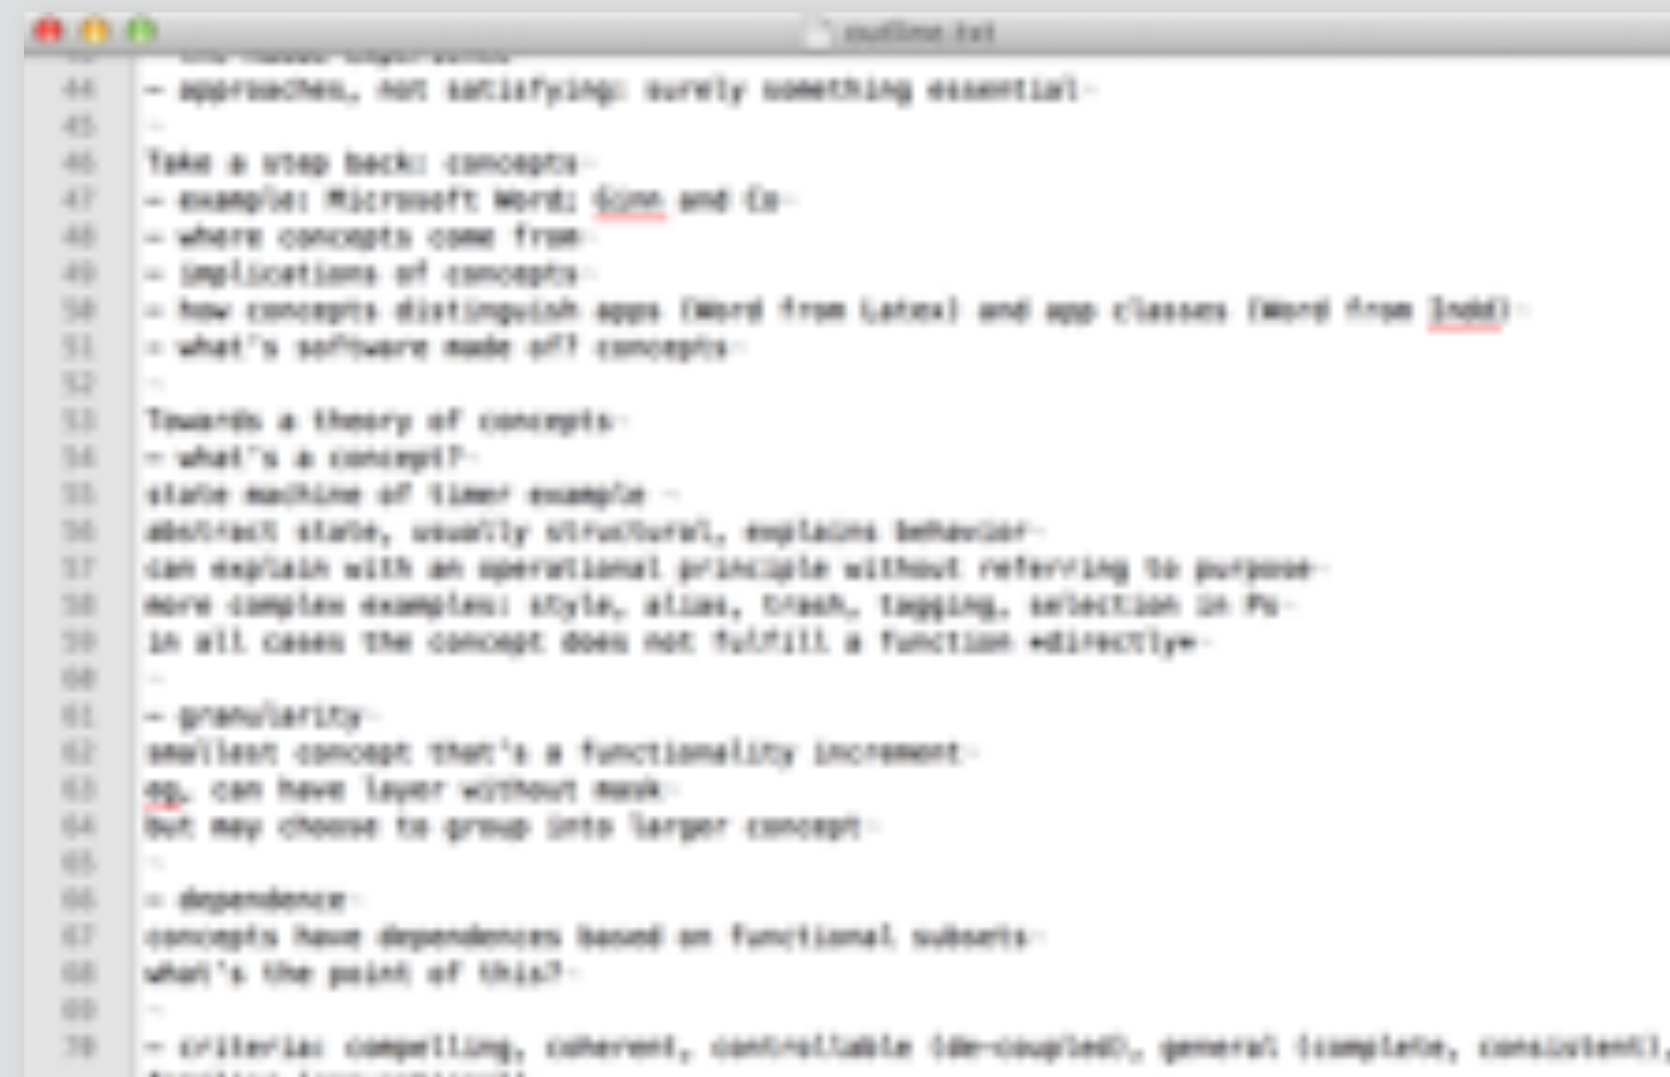 outline.txt
44 - approaches, not satisfying: surely something essential
45
46 Take a step back: concepts
47 - example: Microsoft Word; Ginn and Co
48 - where concepts come from
49 - implications of concepts
50 - how concepts distinguish apps (Word from Latex) and app classes (Word from Indd)
51 - what's software made of? concepts
52
53 Towards a theory of concepts
54 - what's a concept?
55 state machine of timer example
56 abstract state, usually structural, explains behavior
57 can explain with an operational principle without referring to purpose
58 more complex examples: style, alias, trash, tagging, selection in Ps
59 in all cases the concept does not fulfill a function *directly*
60
61 - granularity
62 smallest concept that's a functionality increment
63 eg, can have layer without mask
64 but may choose to group into larger concept
65
66 - dependence
67 concepts have dependences based on functional subsets
68 what's the point of this?
69
70 - criteria: compelling, coherent, controllable (de-coupled), general (complete, consistent),